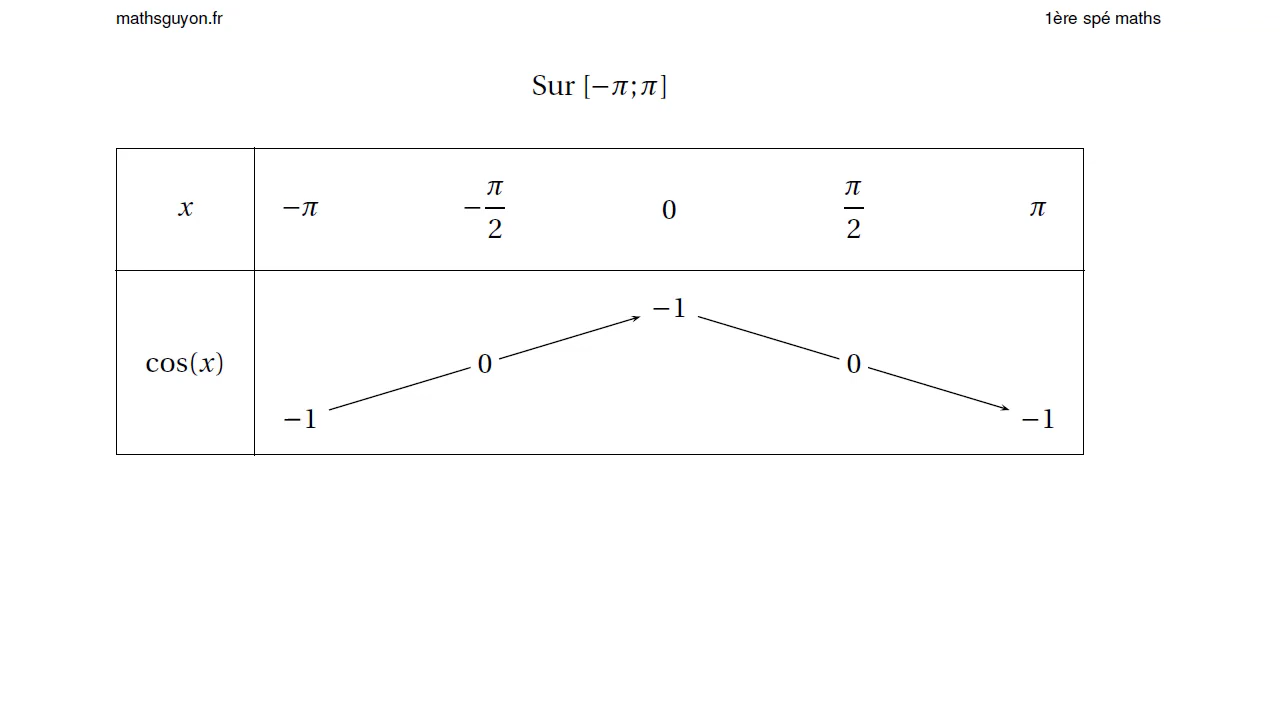 mathsguyon.fr 1ère spé maths
Sur [−π;π]
x −π −π/2 0 π/2 π
−1
cos(x) 0 0
−1 −1